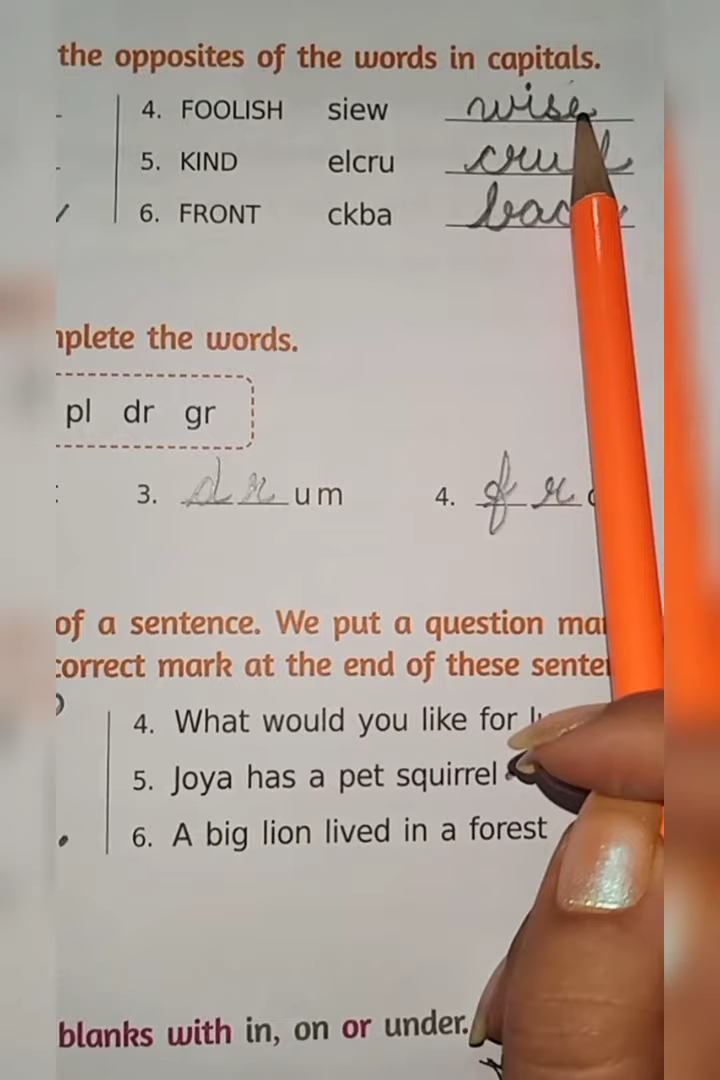 the opposites of the words in capitals.
4. FOOLISH siew wise
5. KIND elcru cruel
6. FRONT ckba
mplete the words.
pl dr gr
3. dr um 4. fr
of a sentence. We put a question
correct mark at the end of these
4. What would you like for
5. Joya has a pet squirrel
6. A big lion lived in a forest
blanks with in, on or under.